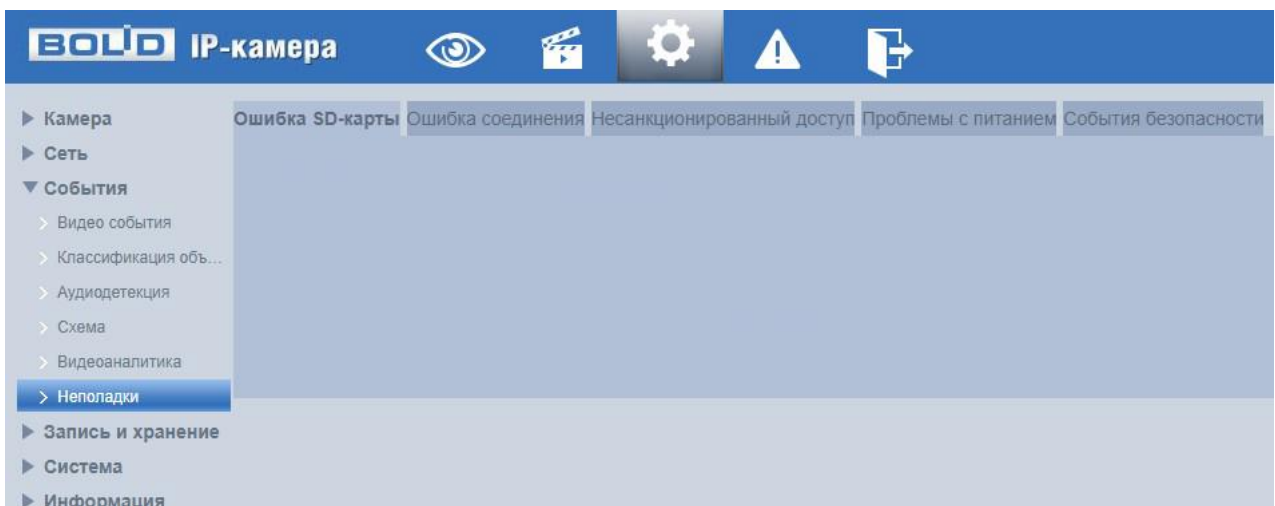 BOLID IP-камера
Камера
Ошибка SD-карты Ошибка соединения Несанкционированный доступ Проблемы с питанием События безопасности
Сеть
События
Видео события
Классификация объ...
Аудиодетекция
Схема
Видеоаналитика
Неполадки
Запись и хранение
Система
Информация